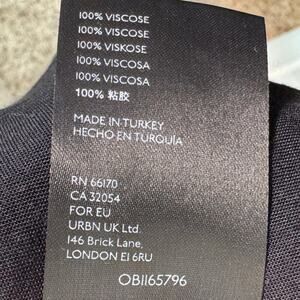 100% VISCOSE
100% VISCOSE
100% VISKOSE
100% VISCOSA
100% VISCOSA
100% 粘胶
MADE IN TURKEY
HECHO EN TURQUÍA
RN 66170
CA 32054
FOR EU
URBN UK Ltd.
146 Brick Lane,
LONDON E1 6RU
OB1165796